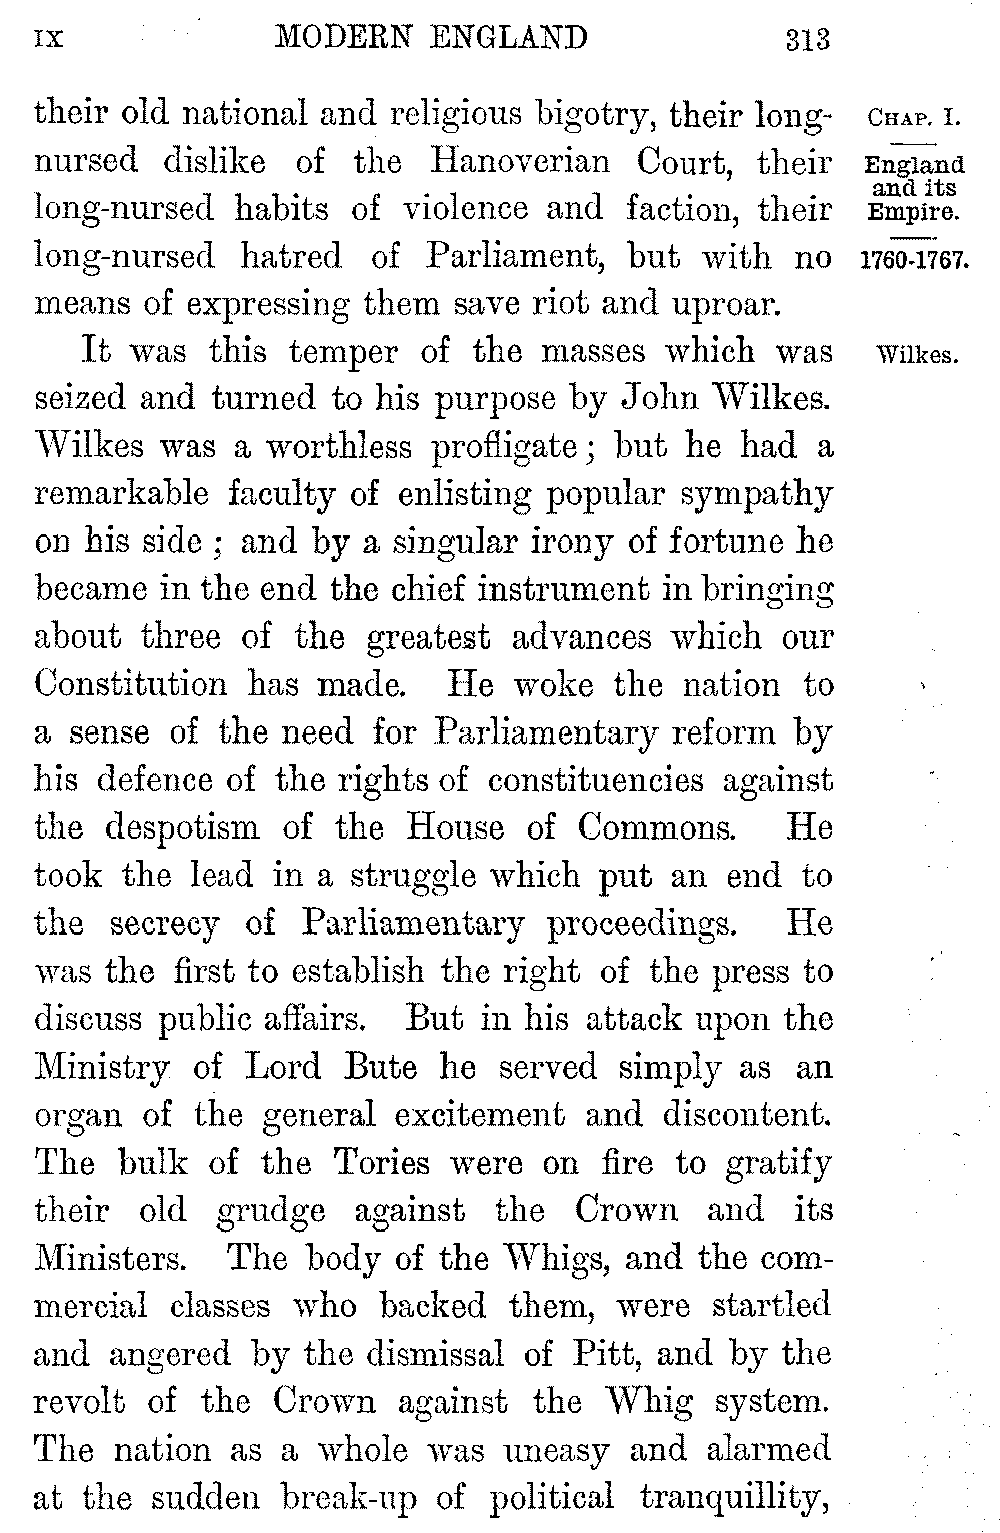 IX MODERN ENGLAND 313
their old national and religious bigotry, their long-
nursed dislike of the Hanoverian Court, their
long-nursed habits of violence and faction, their
long-nursed hatred of Parliament, but with no
means of expressing them save riot and uproar.
CHAP. I.
England
and its
Empire.
1760-1767.
It was this temper of the masses which was
Wilkes.
seized and turned to his purpose by John Wilkes.
Wilkes was a worthless profligate; but he had a
remarkable faculty of enlisting popular sympathy
on his side; and by a singular irony of fortune he
became in the end the chief instrument in bringing
about three of the greatest advances which our
Constitution has made. He woke the nation to
a sense of the need for Parliamentary reform by
his defence of the rights of constituencies against
the despotism of the House of Commons. He
took the lead in a struggle which put an end to
the secrecy of Parliamentary proceedings. He
was the first to establish the right of the press to
discuss public affairs. But in his attack upon the
Ministry of Lord Bute he served simply as an
organ of the general excitement and discontent.
The bulk of the Tories were on fire to gratify
their old grudge against the Crown and its
Ministers. The body of the Whigs, and the com-
mercial classes who backed them, were startled
and angered by the dismissal of Pitt, and by the
revolt of the Crown against the Whig system.
The nation as a whole was uneasy and alarmed
at the sudden break-up of political tranquillity,